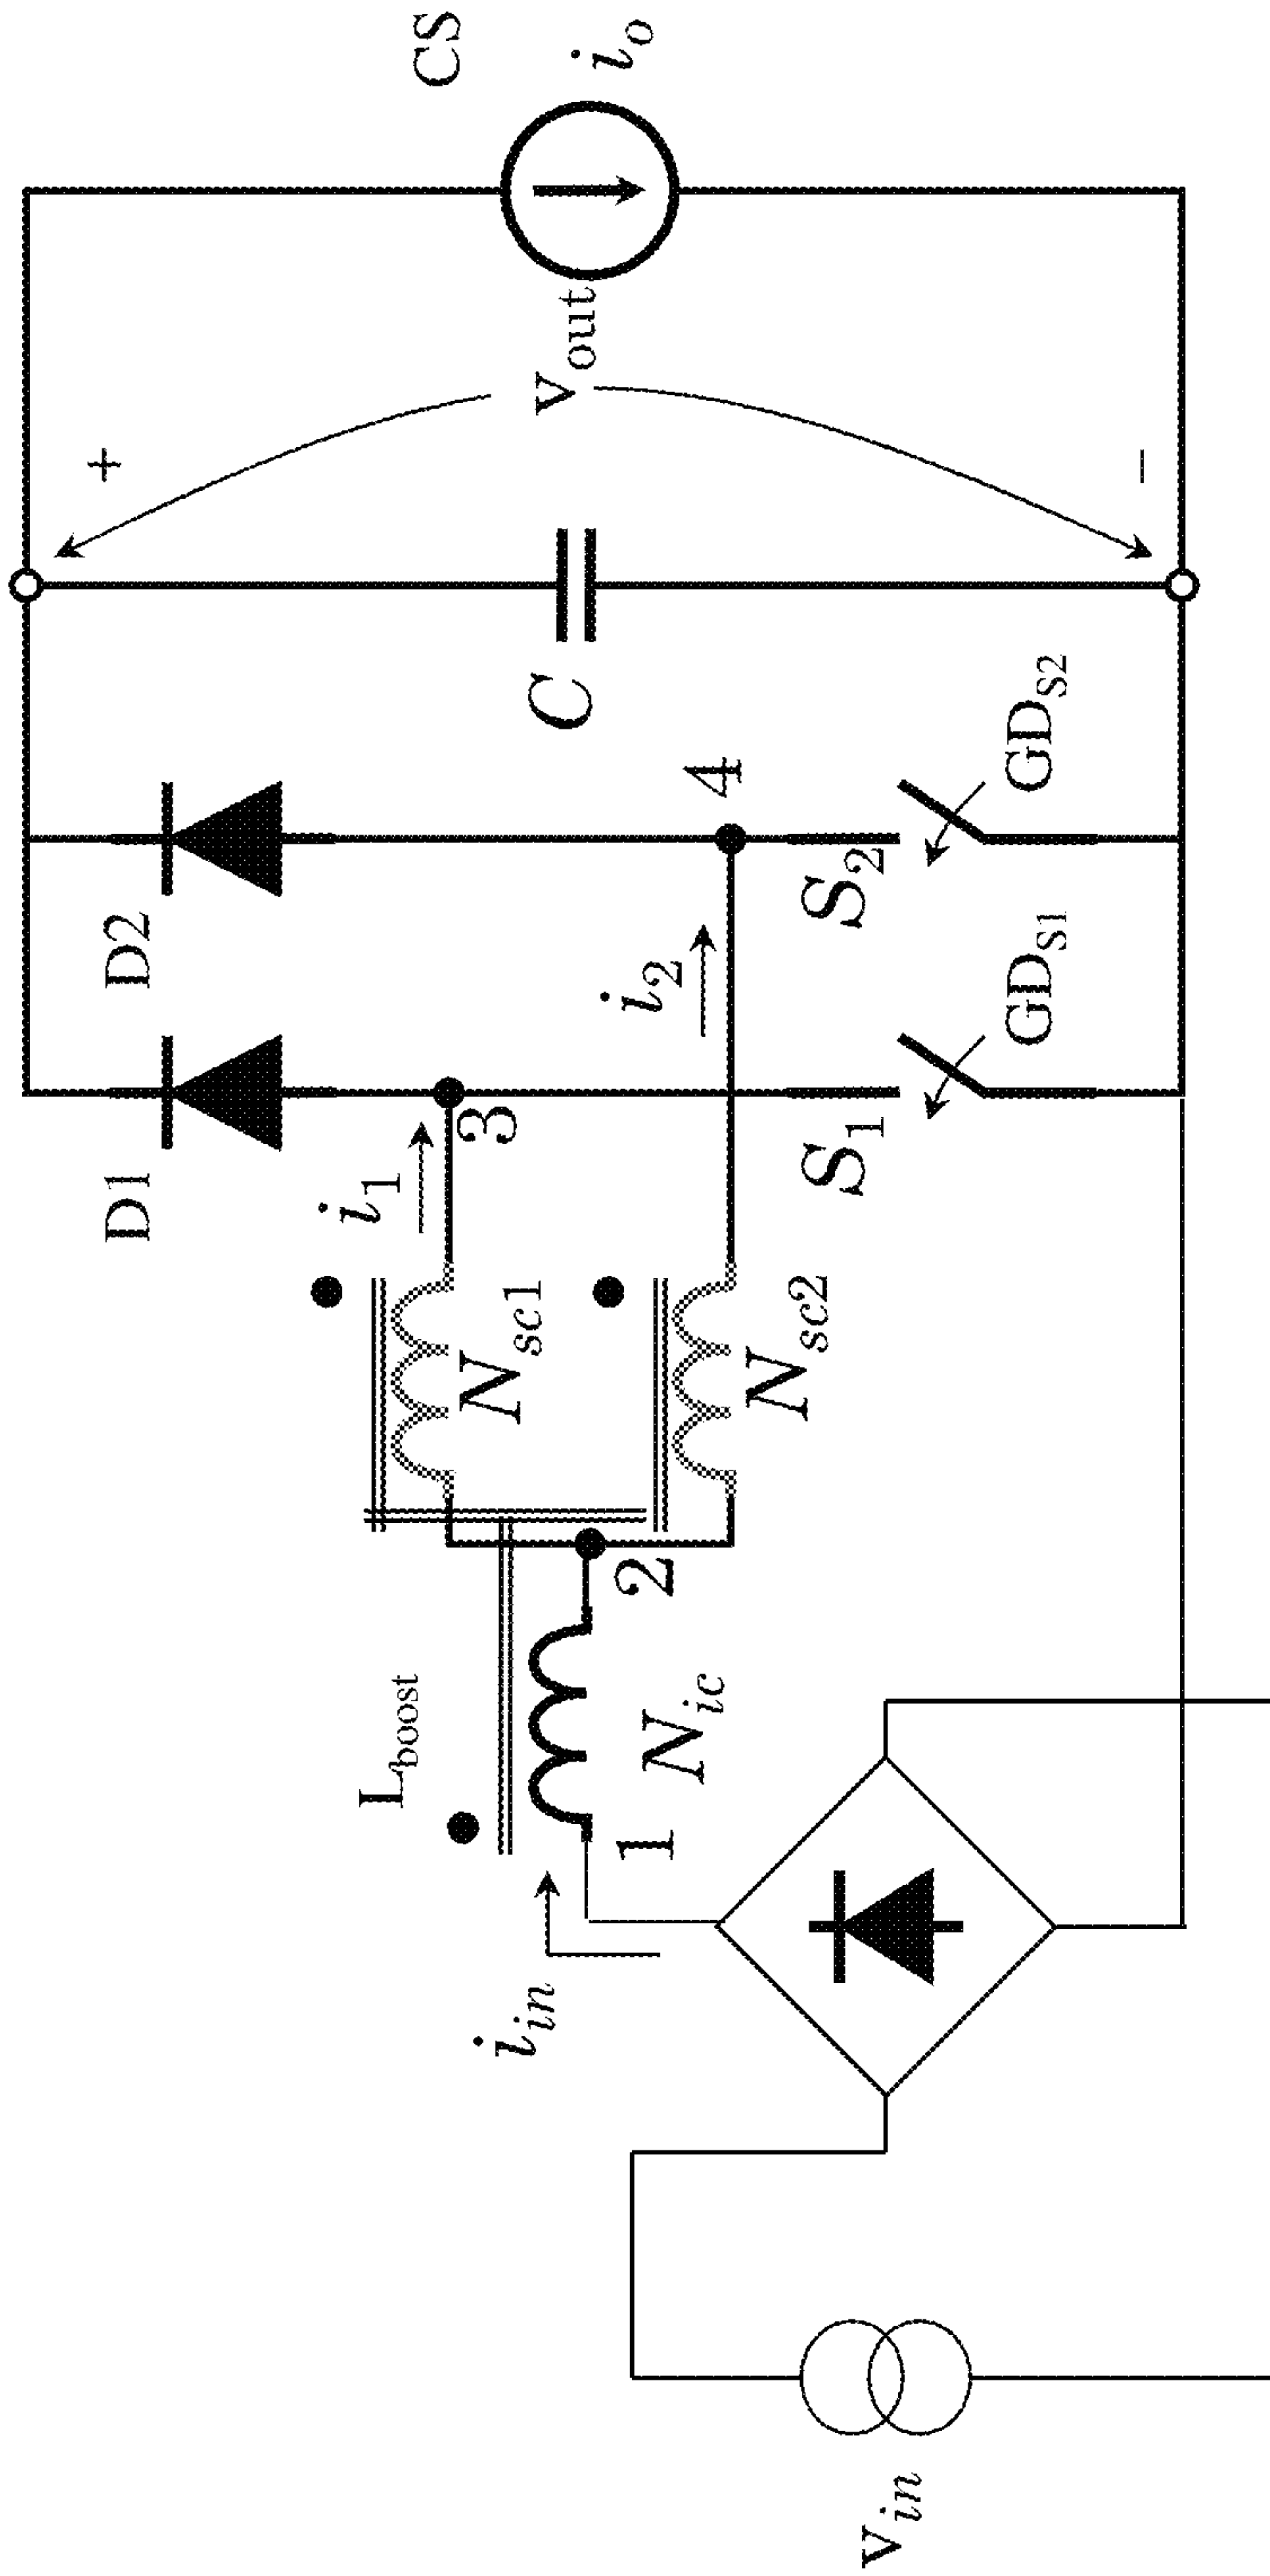 v_in
i_in
L_boost
1
N_ic
2
N_sc1
N_sc2
i_1
3
i_2
4
D1
D2
S_1
GD_S1
S_2
GD_S2
C
+
v_out
−
CS
i_o